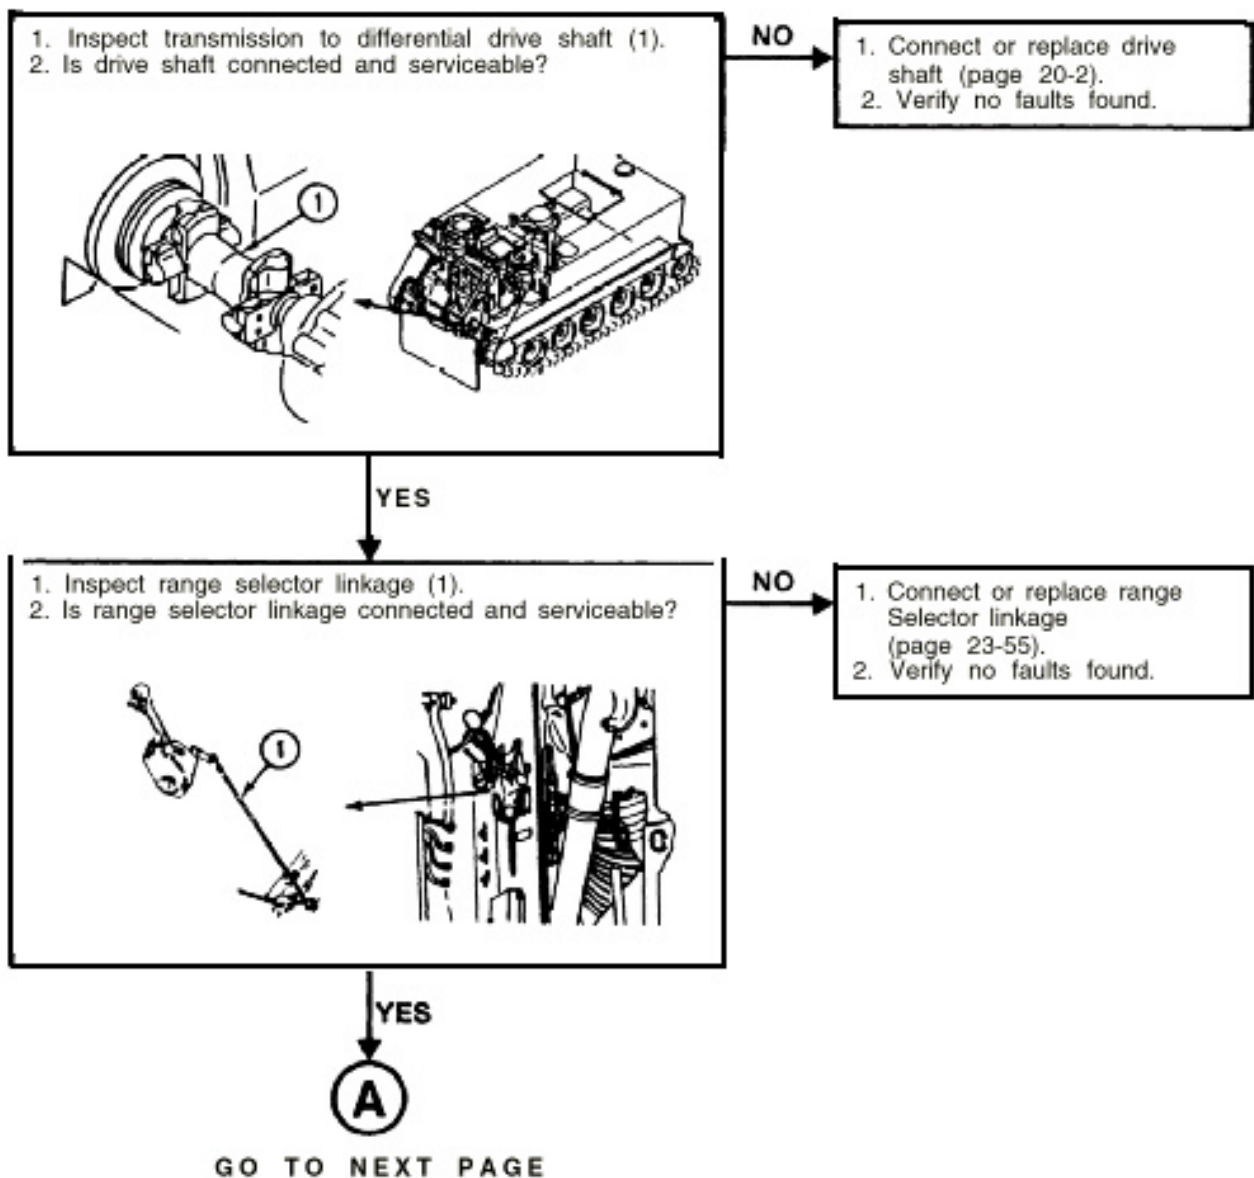 1. Inspect transmission to differential drive shaft (1).
2. Is drive shaft connected and serviceable?
NO
1. Connect or replace drive
shaft (page 20-2).
2. Verify no faults found.
1
YES
1. Inspect range selector linkage (1).
2. Is range selector linkage connected and serviceable?
NO
1. Connect or replace range
Selector linkage
(page 23-55).
2. Verify no faults found.
1
YES
A
GO TO NEXT PAGE